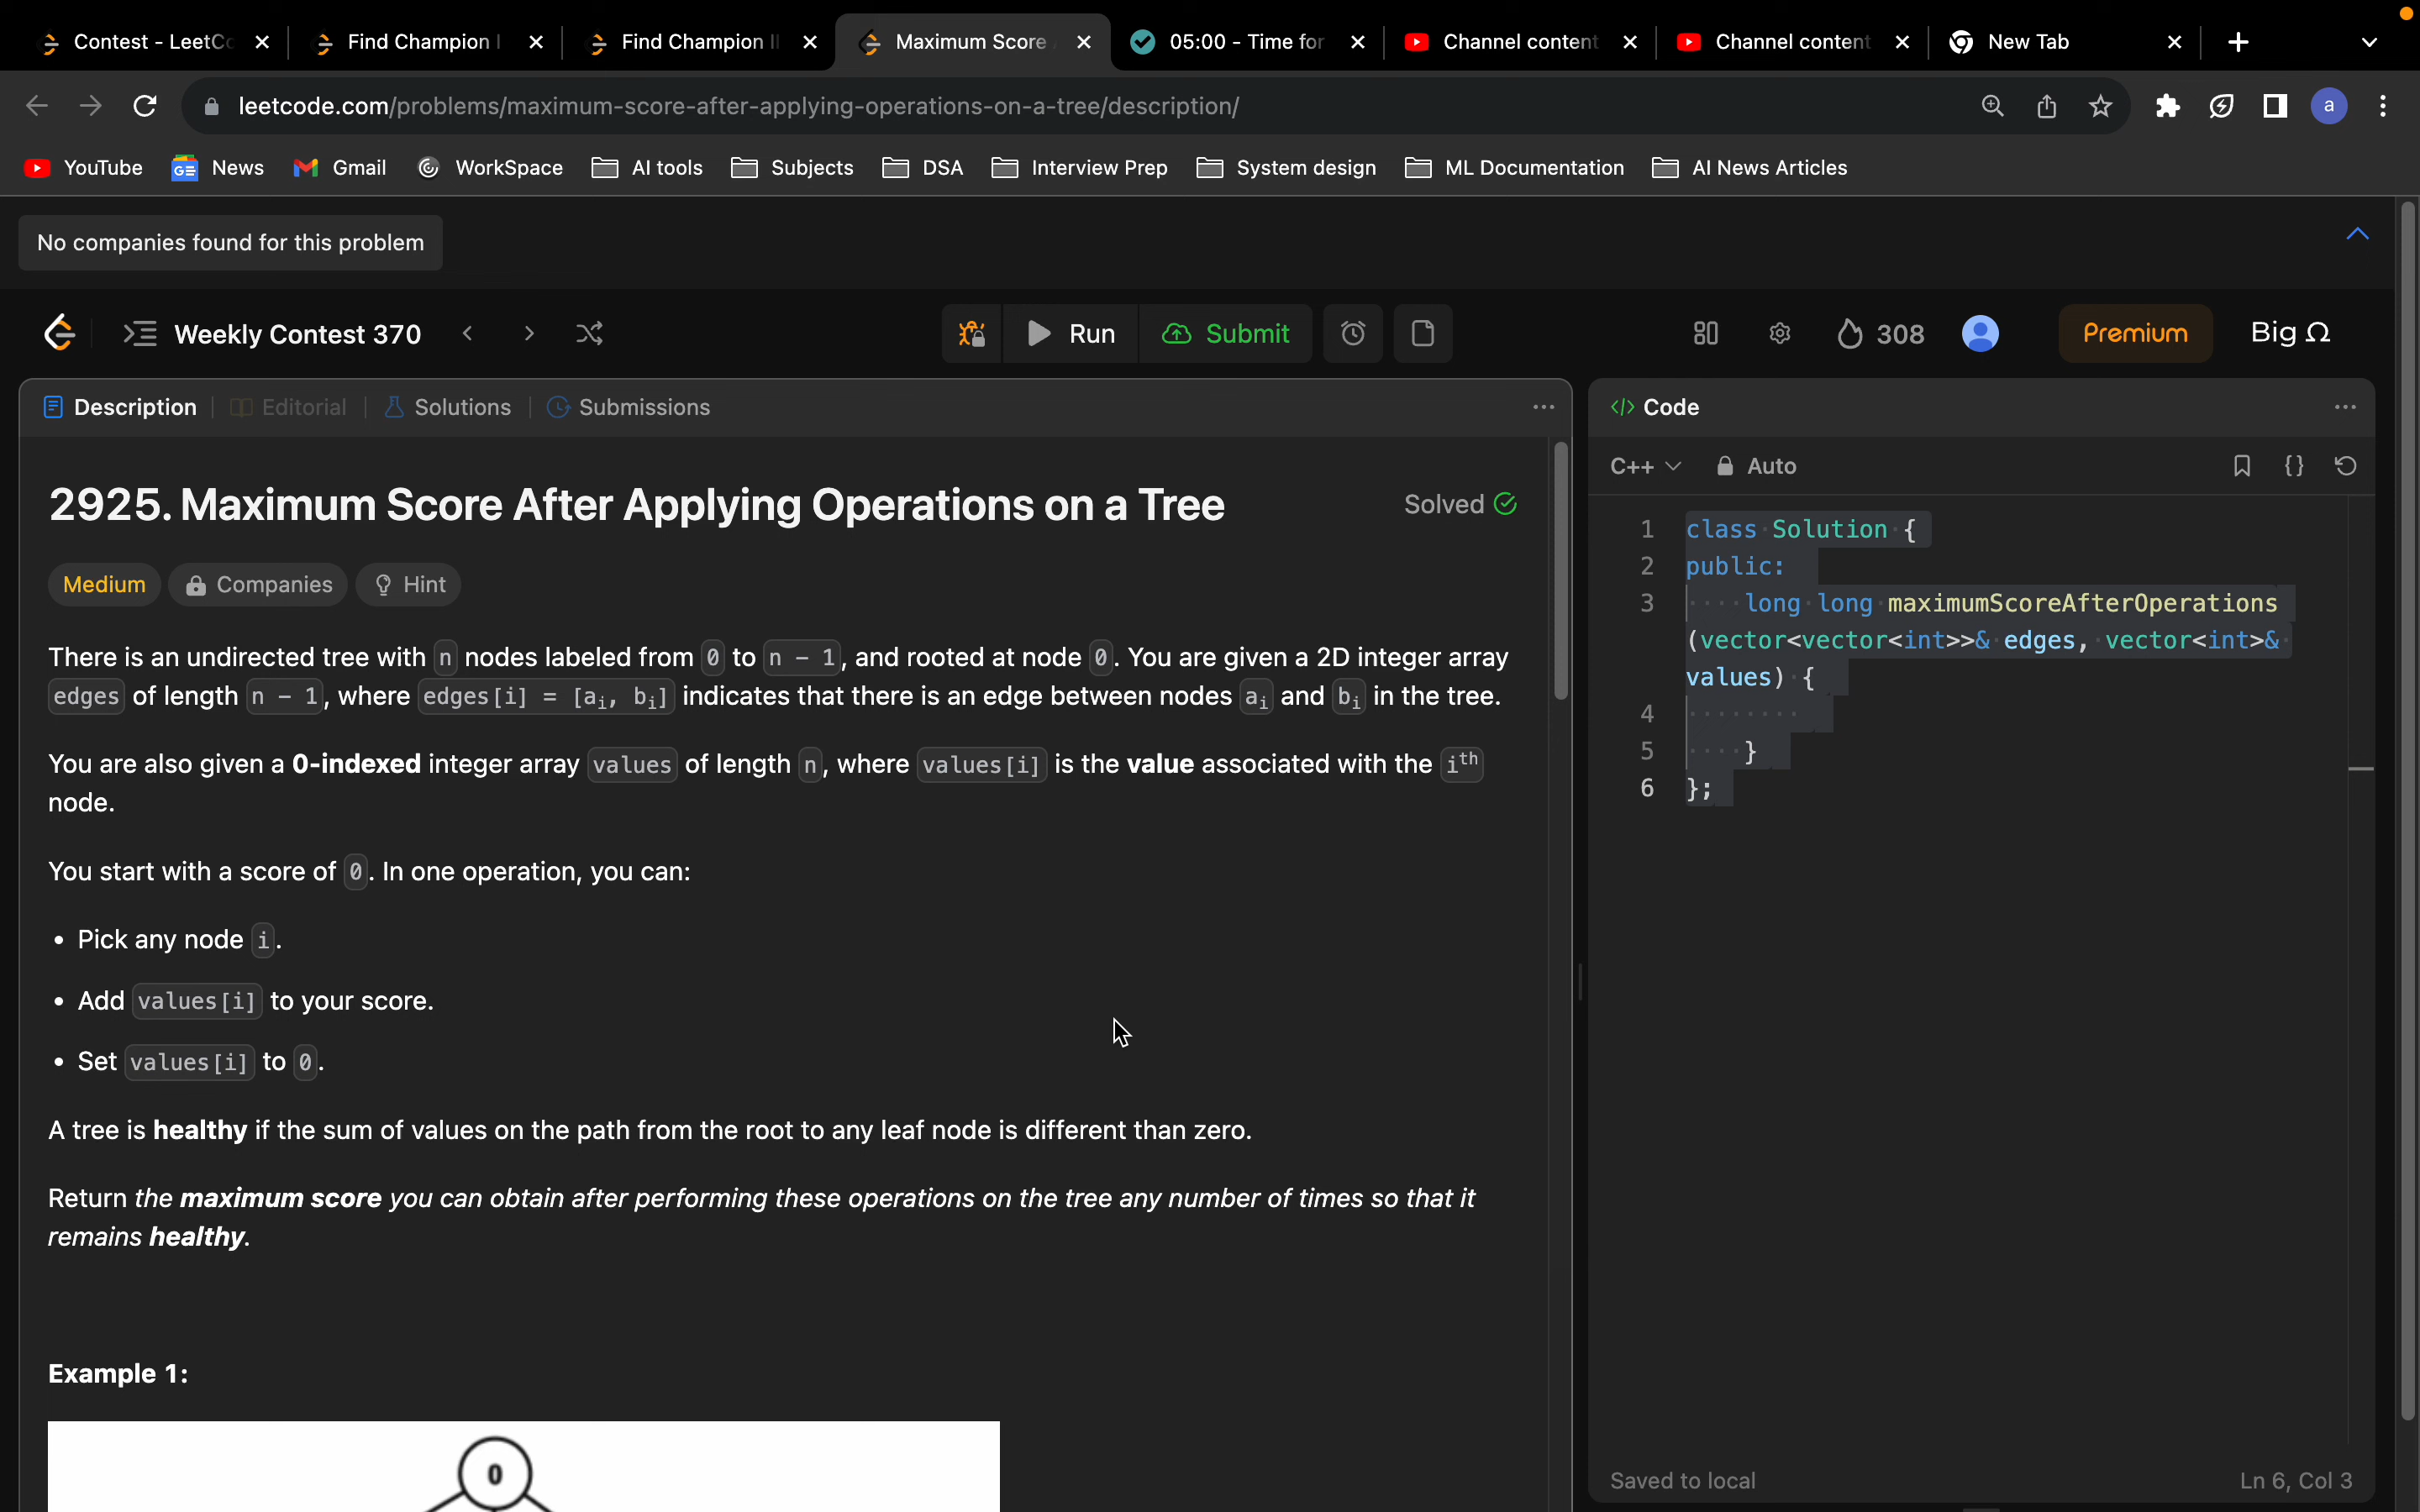 Contest - LeetCo
Find Champion I
Find Champion II
Maximum Score
05:00 - Time for
Channel content
Channel content
New Tab
leetcode.com/problems/maximum-score-after-applying-operations-on-a-tree/description/
a
YouTube
News
Gmail
WorkSpace
AI tools
Subjects
DSA
Interview Prep
System design
ML Documentation
AI News Articles
No companies found for this problem
Weekly Contest 370
Run
Submit
308
Premium
Big Ω
Description
Editorial
Solutions
Submissions
2925. Maximum Score After Applying Operations on a Tree
Solved
Medium
Companies
Hint
There is an undirected tree with n nodes labeled from 0 to n - 1, and rooted at node 0. You are given a 2D integer array
edges of length n - 1, where edges[i] = [aᵢ, bᵢ] indicates that there is an edge between nodes aᵢ and bᵢ in the tree.
You are also given a 0-indexed integer array values of length n, where values[i] is the value associated with the iᵗʰ
node.
You start with a score of 0. In one operation, you can:
• Pick any node i.
• Add values[i] to your score.
• Set values[i] to 0.
A tree is healthy if the sum of values on the path from the root to any leaf node is different than zero.
Return the maximum score you can obtain after performing these operations on the tree any number of times so that it
remains healthy.
Example 1:
0
</> Code
C++
Auto
{}
1 class Solution {
2 public:
3 long long maximumScoreAfterOperations
(vector<vector<int>>& edges, vector<int>&
values) {
4
5 }
6 };
Saved to local
Ln 6, Col 3